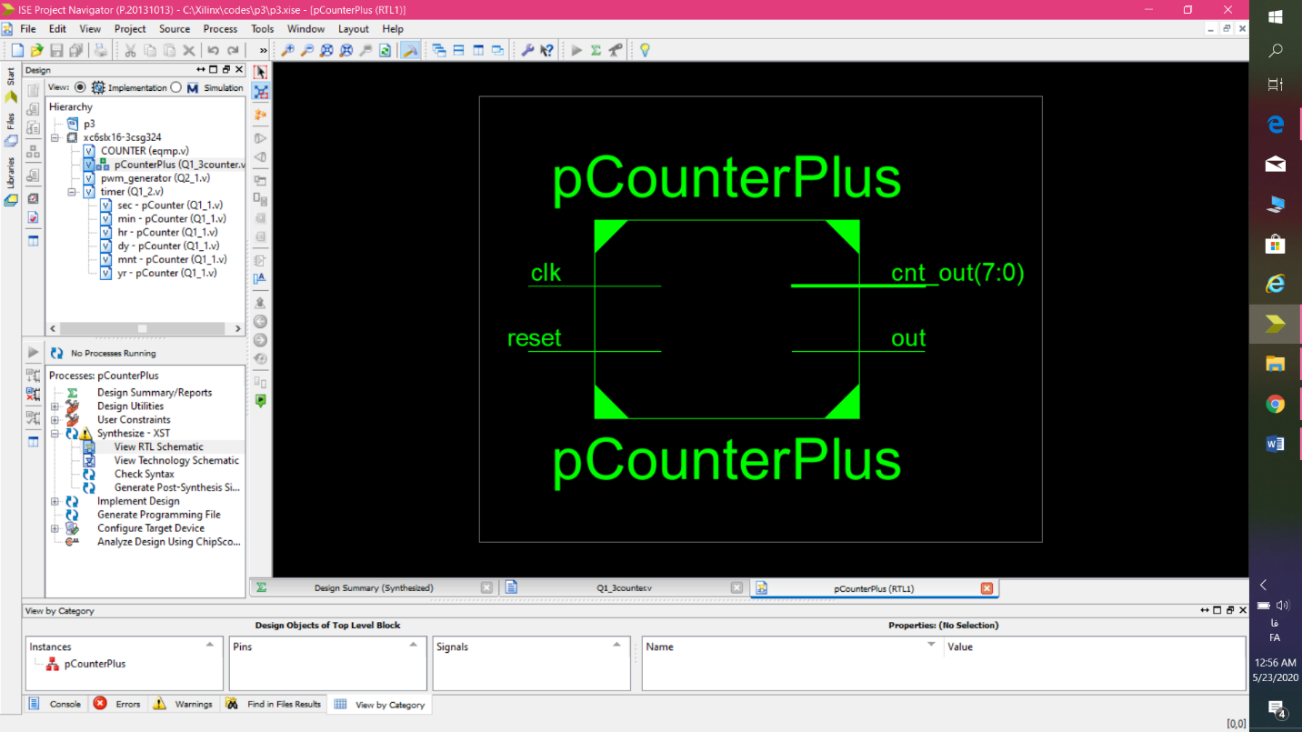 ISE Project Navigator (P.20131013) - C:\Xilinx\codes\p3\p3.xise - [pCounterPlus (RTL1)]
File Edit View Project Source Process Tools Window Layout Help
Start
Files
Libraries
Design
View: Implementation Simulation
Hierarchy
p3
xc6slx16-3csg324
COUNTER (eqmp.v)
pCounterPlus (Q1_3counter.v
pwm_generator (Q2_1.v)
timer (Q1_2.v)
sec - pCounter (Q1_1.v)
min - pCounter (Q1_1.v)
hr - pCounter (Q1_1.v)
dy - pCounter (Q1_1.v)
mnt - pCounter (Q1_1.v)
yr - pCounter (Q1_1.v)
No Processes Running
Processes: pCounterPlus
Design Summary/Reports
Design Utilities
User Constraints
Synthesize - XST
View RTL Schematic
View Technology Schematic
Check Syntax
Generate Post-Synthesis Si...
Implement Design
Generate Programming File
Configure Target Device
Analyze Design Using ChipSco...
pCounterPlus
clk
cnt_out(7:0)
reset
out
pCounterPlus
Design Summary (Synthesized)
Q1_3counter.v
pCounterPlus (RTL1)
View by Category
Design Objects of Top Level Block
Properties: (No Selection)
Instances
Pins
Signals
Name
Value
pCounterPlus
Console
Errors
Warnings
Find in Files Results
View by Category
[0,0]
فا
FA
12:56 AM
5/23/2020
4